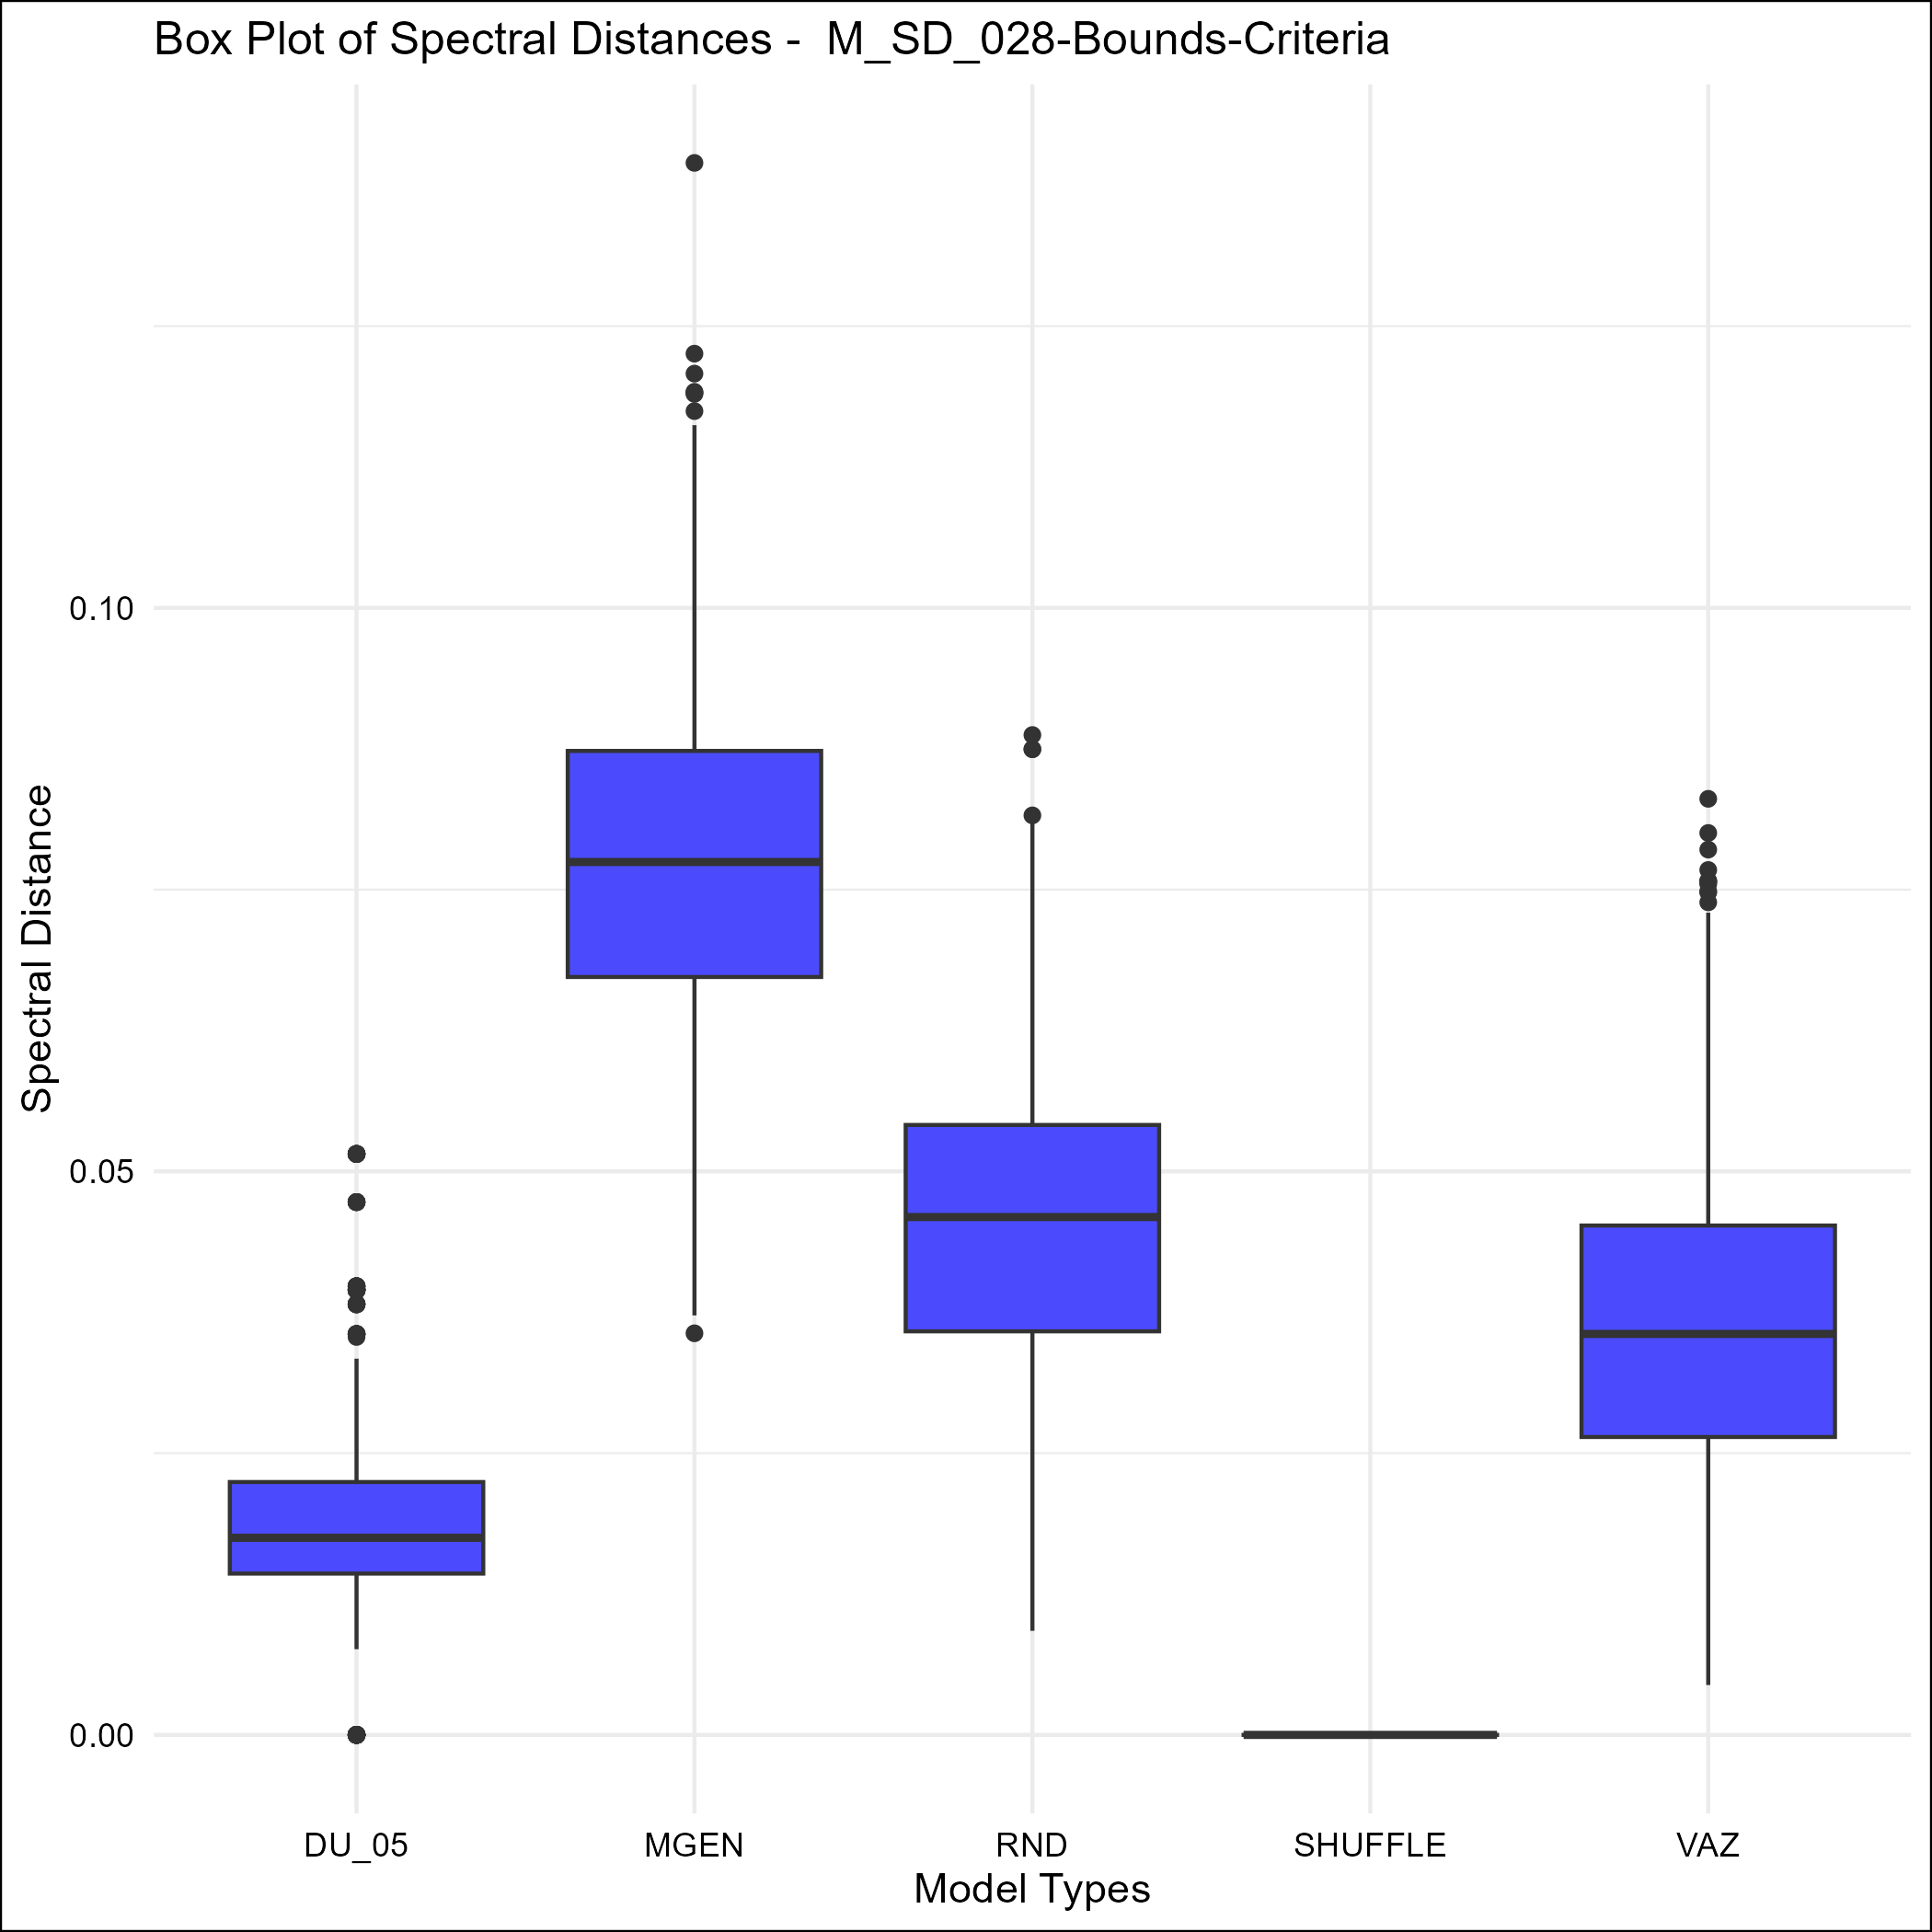 Box Plot of Spectral Distances -  M_SD_028-Bounds-Criteria
Spectral Distance
0.10
0.05
0.00
DU_05 MGEN RND SHUFFLE VAZ
Model Types